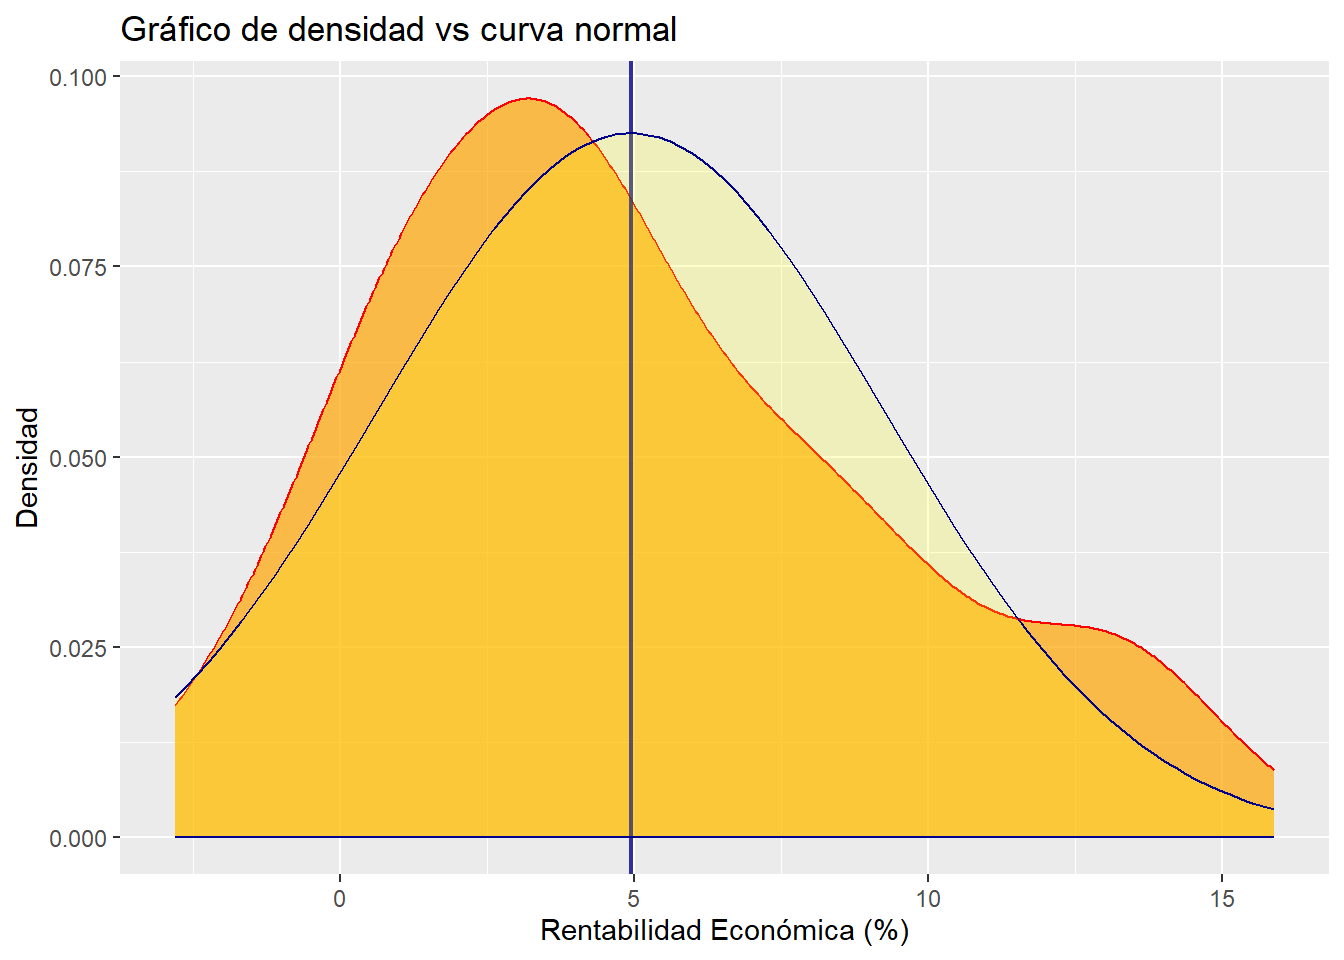 Gráfico de densidad vs curva normal
0.100
0.075
0.050
0.025
0.000
Densidad
0 5 10 15
Rentabilidad Económica (%)